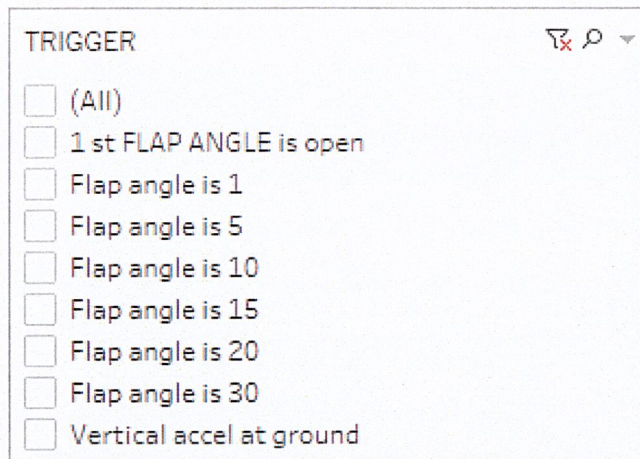 TRIGGER
(All)
1 st FLAP ANGLE is open
Flap angle is 1
Flap angle is 5
Flap angle is 10
Flap angle is 15
Flap angle is 20
Flap angle is 30
Vertical accel at ground